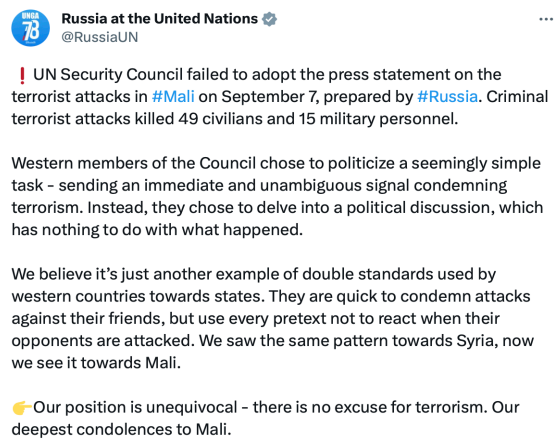 UNGA
78
Russia at the United Nations
@RussiaUN
❗ UN Security Council failed to adopt the press statement on the
terrorist attacks in #Mali on September 7, prepared by #Russia. Criminal
terrorist attacks killed 49 civilians and 15 military personnel.
Western members of the Council chose to politicize a seemingly simple
task - sending an immediate and unambiguous signal condemning
terrorism. Instead, they chose to delve into a political discussion, which
has nothing to do with what happened.
We believe it’s just another example of double standards used by
western countries towards states. They are quick to condemn attacks
against their friends, but use every pretext not to react when their
opponents are attacked. We saw the same pattern towards Syria, now
we see it towards Mali.
👉Our position is unequivocal - there is no excuse for terrorism. Our
deepest condolences to Mali.